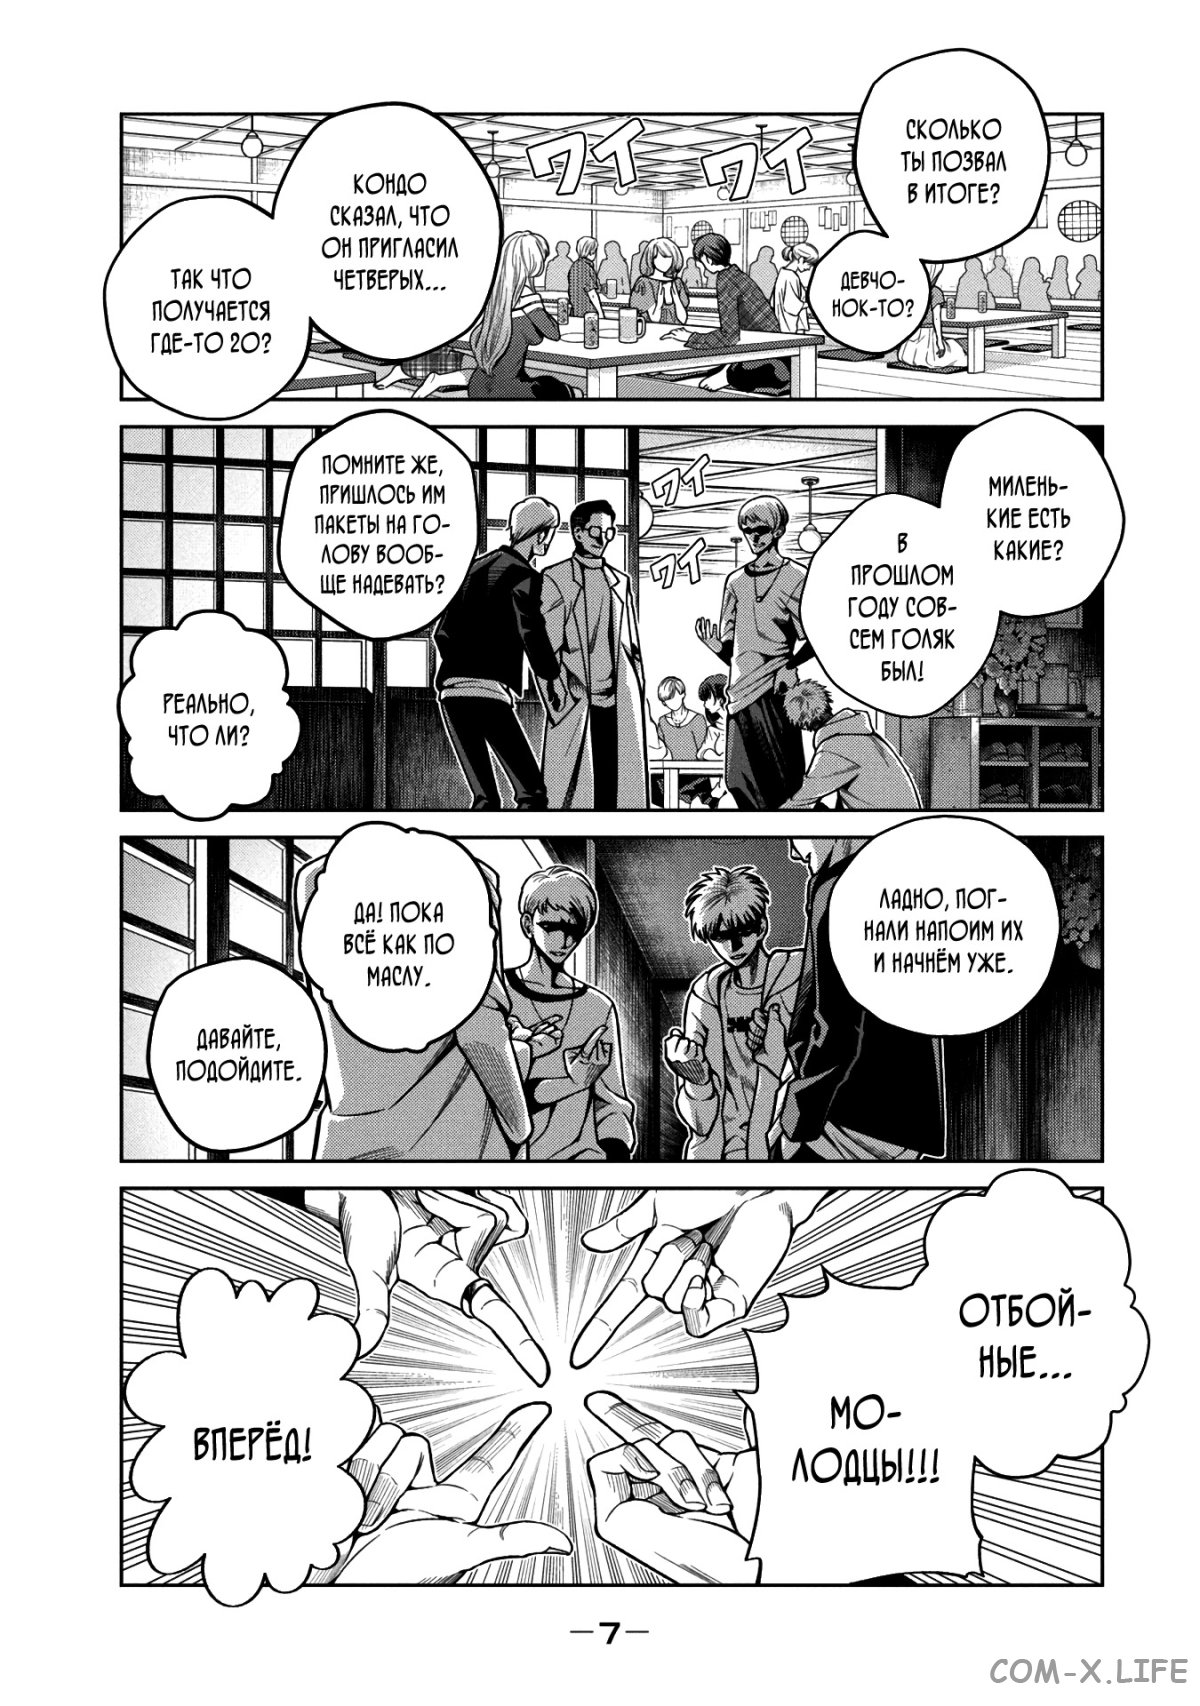 СКОЛЬКО
ТЫ ПОЗВАЛ
В ИТОГЕ?
ДЕВЧО-
НОК-ТО?
ワイ
ワイ
КОНДО
СКАЗАЛ, ЧТО
ОН ПРИГЛАСИЛ
ЧЕТВЕРЫХ...
ТАК ЧТО
ПОЛУЧАЕТСЯ
ГДЕ-ТО 20?
МИЛЕНЬ-
КИЕ ЕСТЬ
КАКИЕ?
В
ПРОШЛОМ
ГОДУ СОВ-
СЕМ ГОЛЯК
БЫЛ!
ワイ
ワイ
ПОМНИТЕ ЖЕ,
ПРИШЛОСЬ ИМ
ПАКЕТЫ НА ГО-
ЛОВУ ВООБ-
ЩЕ НАДЕВАТЬ?
РЕАЛЬНО,
ЧТО ЛИ?
ЛАДНО, ПОГ-
НАЛИ НАПОИМ ИХ
И НАЧНЁМ УЖЕ.
ДА! ПОКА
ВСЁ КАК ПО
МАСЛУ.
ДАВАЙТЕ,
ПОДОЙДИТЕ.
ОТБОЙ-
НЫЕ...
МО-
ЛОДЦЫ!!!
ВПЕРЁД!
—7—
COM-X.LIFE